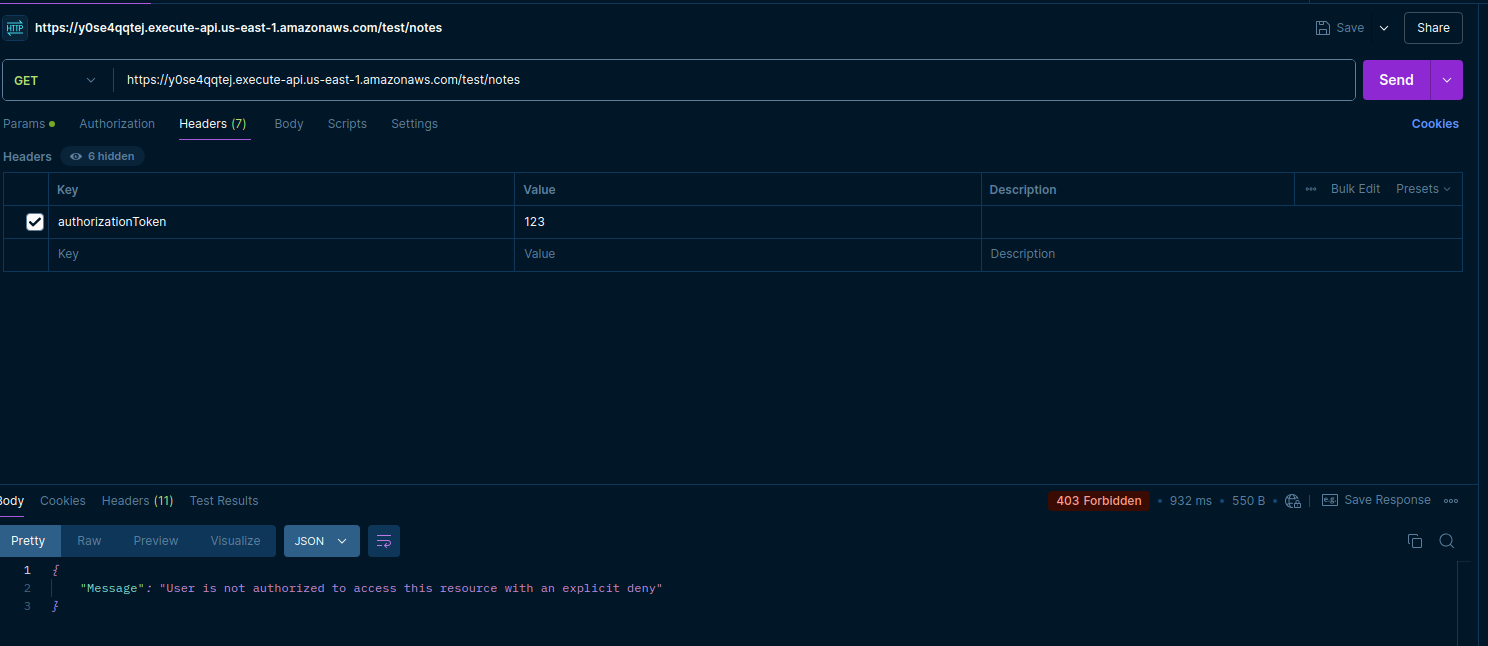 HTTP https://y0se4qqtej.execute-api.us-east-1.amazonaws.com/test/notes Save Share
GET https://y0se4qqtej.execute-api.us-east-1.amazonaws.com/test/notes Send
Params Authorization Headers (7) Body Scripts Settings Cookies
Headers 6 hidden
Key Value Description Bulk Edit Presets
authorizationToken 123
Key Value Description
Body Cookies Headers (11) Test Results 403 Forbidden • 932 ms • 550 B • e.g. Save Response
Pretty Raw Preview Visualize JSON
1 {
2 "Message": "User is not authorized to access this resource with an explicit deny"
3 }